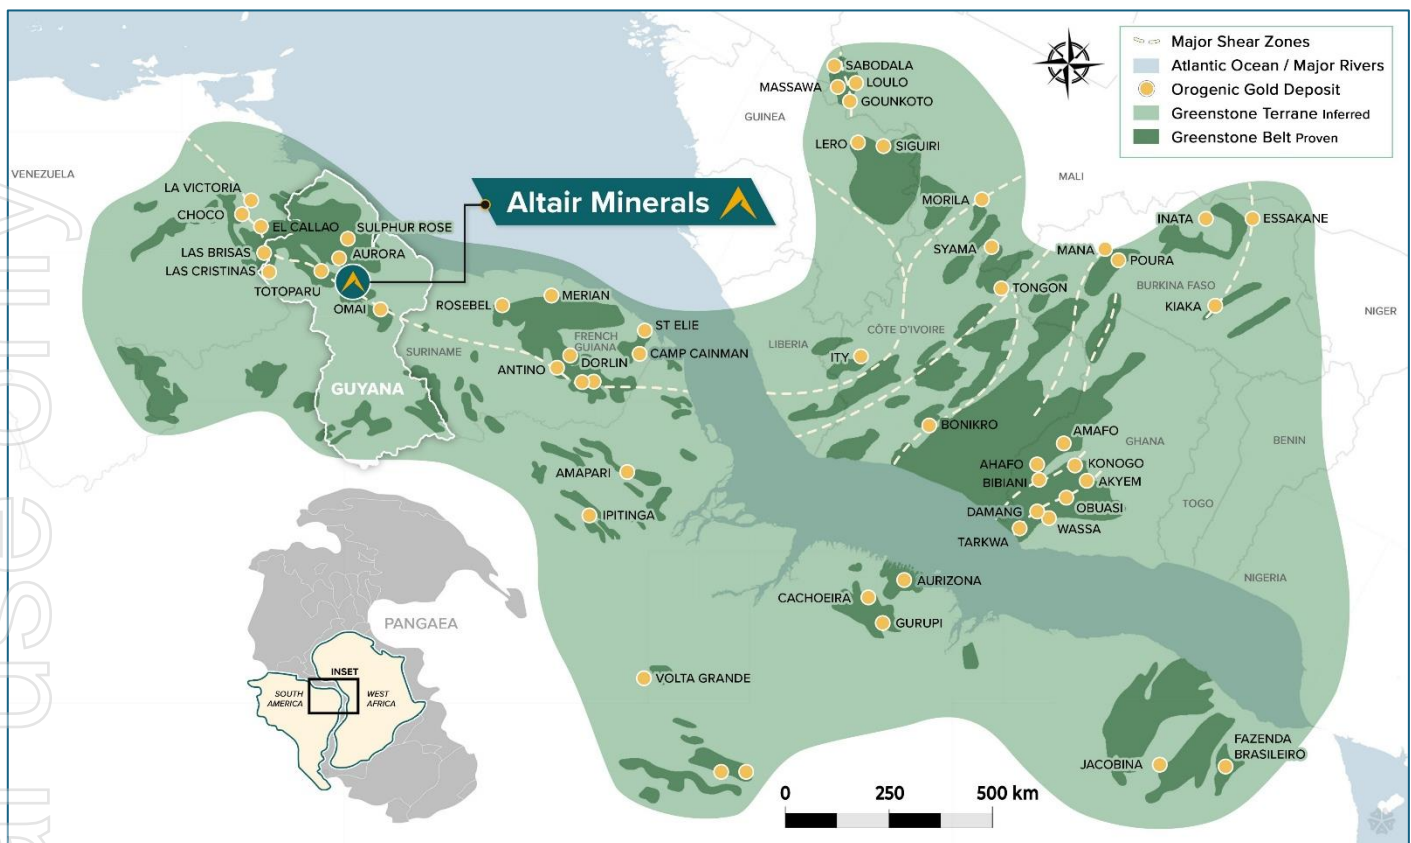 Major Shear Zones
Atlantic Ocean / Major Rivers
Orogenic Gold Deposit
Greenstone Terrane Inferred
Greenstone Belt Proven
SABODALA
LOULO
MASSAWA
GOUNKOTO
GUINEA
LERO
SIGUIRI
VENEZUELA
MALI
LA VICTORIA
Altair Minerals
MORILA
CHOCO
EL CALLAO
SULPHUR ROSE
INATA
ESSAKANE
LAS BRISAS
AURORA
SYAMA
MANA
POURA
LAS CRISTINAS
TOTOPARU
TONGON
BURKINA FASO
OMAI
ROSEBEL
MERIAN
KIAKA
NIGER
ST ELIE
CÔTE D'IVOIRE
FRENCH
GUIANA
LIBERIA
SURINAME
CAMP CAINMAN
ITY
DORLIN
ANTINO
GUYANA
BONIKRO
AMAFO
GHANA
BENIN
AHAFO
KONOGO
AMAPARI
BIBIANI
AKYEM
IPITINGA
DAMANG
OBUASI
TOGO
WASSA
TARKWA
NIGERIA
AURIZONA
CACHOEIRA
GURUPI
PANGAEA
INSET
SOUTH
AMERICA
WEST
AFRICA
VOLTA GRANDE
FAZENDA
BRASILEIRO
JACOBINA
0 250 500 km